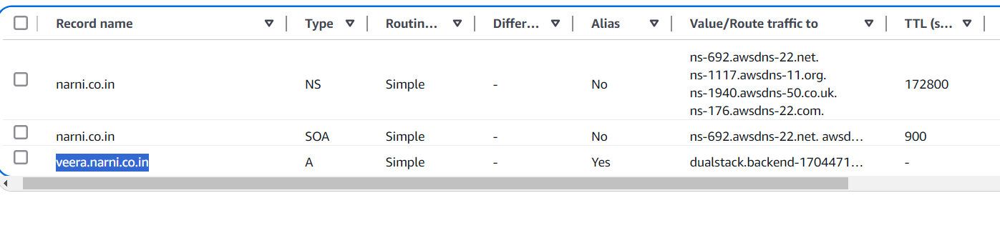 Record name Type Routin... Differ... Alias Value/Route traffic to TTL (s...
ns-692.awsdns-22.net.
ns-1117.awsdns-11.org.
narni.co.in NS Simple - No 172800
ns-1940.awsdns-50.co.uk.
ns-176.awsdns-22.com.
narni.co.in SOA Simple - No ns-692.awsdns-22.net. awsd... 900
veera.narni.co.in A Simple - Yes dualstack.backend-1704471... -